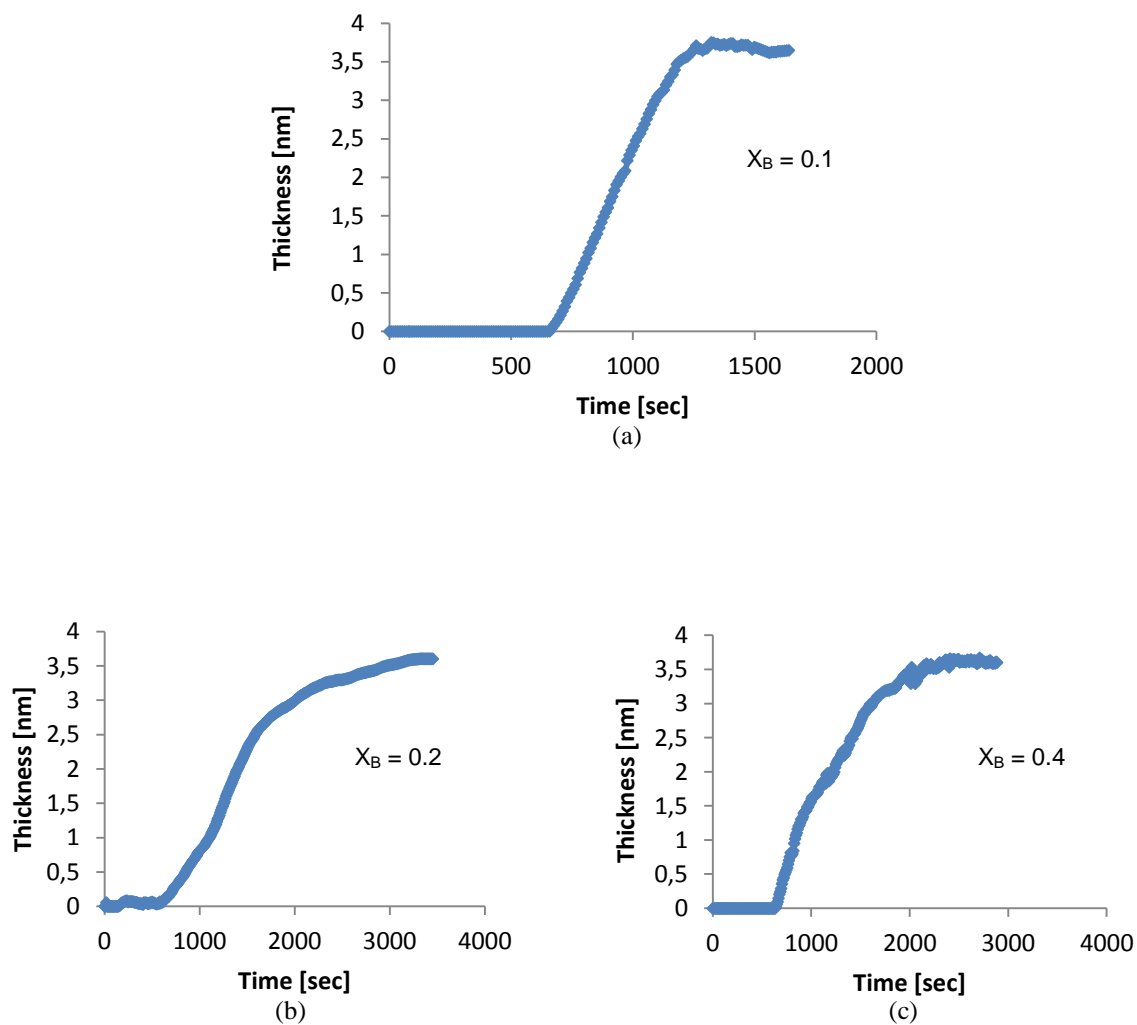 4
3,5
3
2,5
2
1,5
1
0,5
0
Thickness [nm]
X_B = 0.1
0 500 1000 1500 2000
Time [sec]
(a)
4
3,5
3
2,5
2
1,5
1
0,5
0
Thickness [nm]
X_B = 0.2
0 1000 2000 3000 4000
Time [sec]
(b)
4
3,5
3
2,5
2
1,5
1
0,5
0
Thickness [nm]
X_B = 0.4
0 1000 2000 3000 4000
Time [sec]
(c)